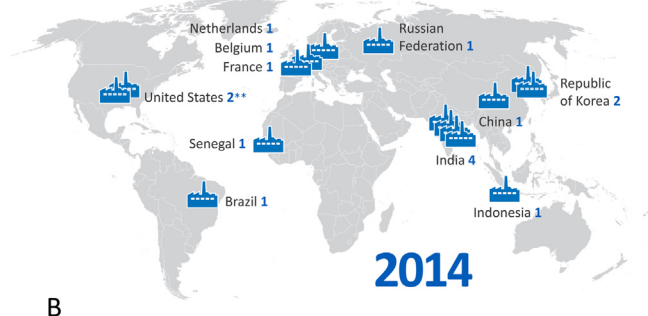 Netherlands 1
Belgium 1
France 1
Russian
Federation 1
United States 2**
Republic
of Korea 2
China 1
Senegal 1
India 4
Brazil 1
Indonesia 1
2014
B